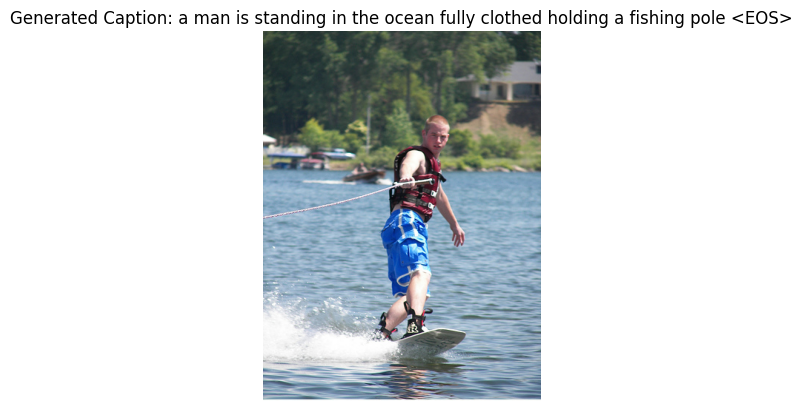 Generated Caption: a man is standing in the ocean fully clothed holding a fishing pole <EOS>